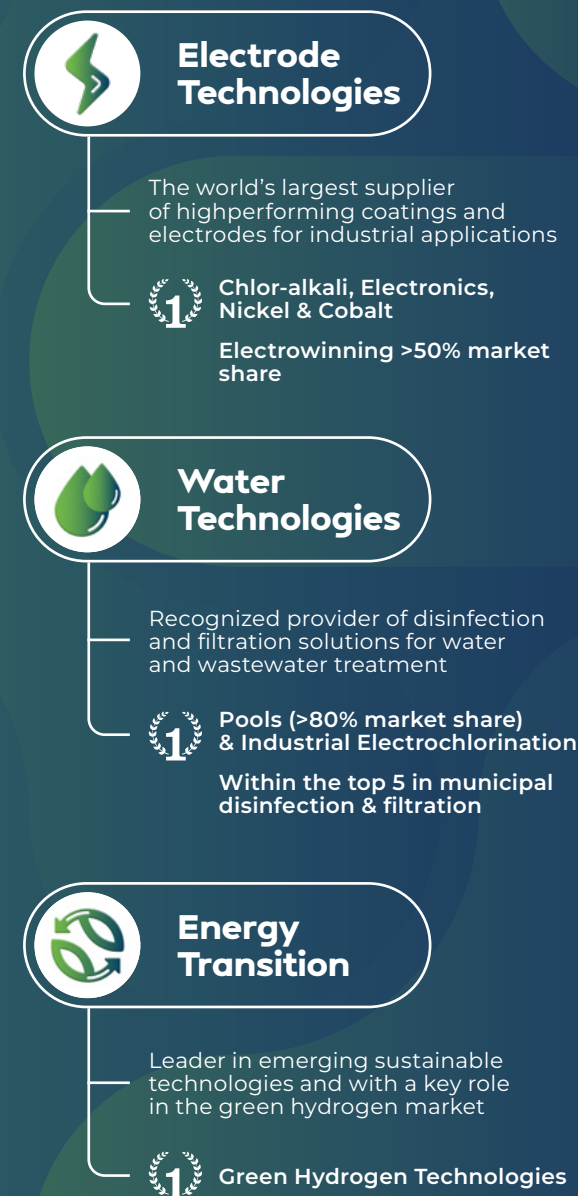 Electrode
Technologies
The world's largest supplier
of highperforming coatings and
electrodes for industrial applications
1
Chlor-alkali, Electronics,
Nickel & Cobalt
Electrowinning >50% market
share
Water
Technologies
Recognized provider of disinfection
and filtration solutions for water
and wastewater treatment
1
Pools (>80% market share)
& Industrial Electrochlorination
Within the top 5 in municipal
disinfection & filtration
Energy
Transition
Leader in emerging sustainable
technologies and with a key role
in the green hydrogen market
1
Green Hydrogen Technologies